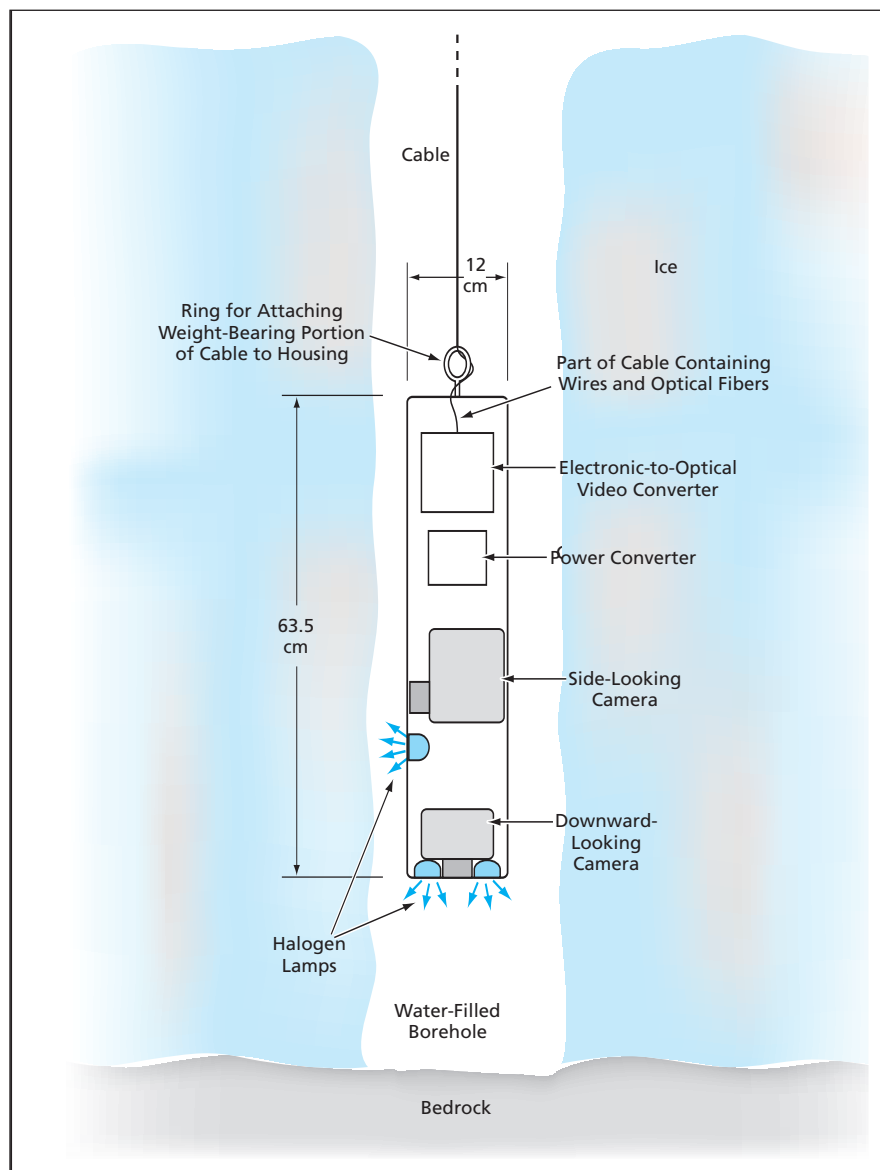 Cable
12
cm
Ice
Ring for Attaching
Weight-Bearing Portion
of Cable to Housing
Part of Cable Containing
Wires and Optical Fibers
Electronic-to-Optical
Video Converter
Power Converter
63.5
cm
Side-Looking
Camera
Downward-
Looking
Camera
Halogen
Lamps
Water-Filled
Borehole
Bedrock